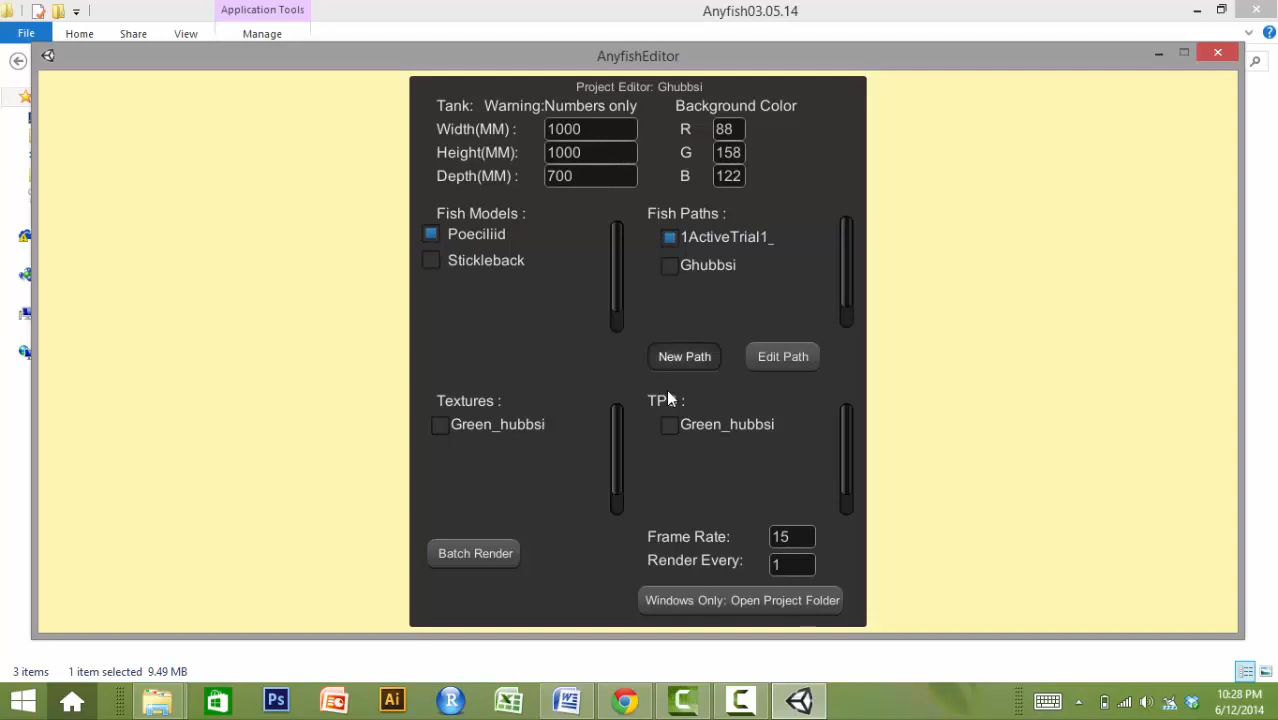 Application Tools
Anyfish03.05.14
File Home Share View Manage
AnyfishEditor
Project Editor: Ghubbsi
Tank: Warning:Numbers only Background Color
Width(MM) : 1000 R 88
Height(MM): 1000 G 158
Depth(MM) : 700 B 122
Fish Models : Fish Paths :
Poeciliid 1ActiveTrial1_
Stickleback Ghubbsi
New Path Edit Path
Textures :
Green_hubbsi Green_hubbsi
Frame Rate: 15
Batch Render
Render Every: 1
Windows Only: Open Project Folder
3 items 1 item selected 9.49 MB
Ps Ai R
10:28 PM
6/12/2014